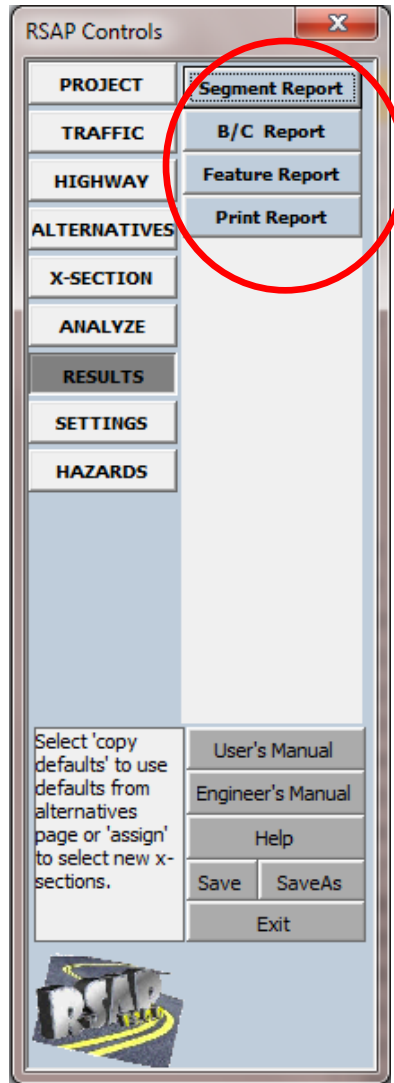 RSAP Controls
X
PROJECT
TRAFFIC
HIGHWAY
ALTERNATIVES
X-SECTION
ANALYZE
RESULTS
SETTINGS
HAZARDS
Segment Report
B/C Report
Feature Report
Print Report
Select 'copy
defaults' to use
defaults from
alternatives
page or 'assign'
to select new x-
sections.
User's Manual
Engineer's Manual
Help
Save SaveAs
Exit
RSAP